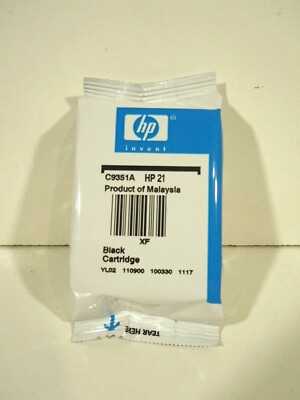 hp
invent
C9351A HP 21
Product of Malaysia
XF
Black
Cartridge
YL02 110900 100330 1117
TEAR HERE